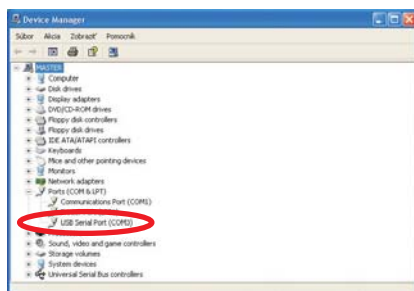 Device Manager
Súbor Akcia Zobraziť Pomocník
MASTER
Computer
Disk drives
Display adapters
DVD/CD-ROM drives
Floppy disk controllers
Floppy disk drives
IDE ATA/ATAPI controllers
Keyboards
Mice and other pointing devices
Monitors
Network adapters
Ports (COM & LPT)
Communications Port (COM1)
USB Serial Port (COM3)
Sound, video and game controllers
Storage volumes
System devices
Universal Serial Bus controllers